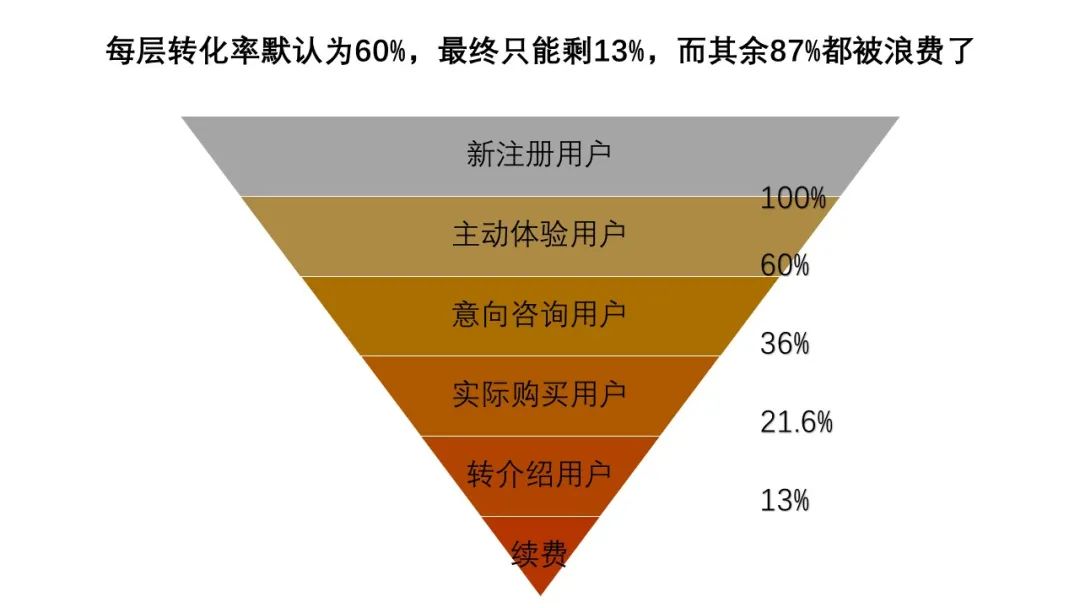 每层转化率默认为60%，最终只能剩13%，而其余87%都被浪费了
新注册用户
100%
主动体验用户
60%
意向咨询用户
36%
实际购买用户
21.6%
转介绍用户
13%
续费